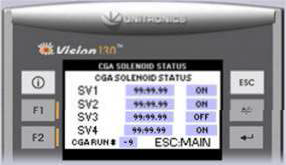 UNITRONICS
Vision130™
CGA SOLENOID STATUS
CGA SOLENOID STATUS
SV1 99:99.99 ON
SV2 99:99.99 ON
SV3 99:99.99 OFF
SV4 99:99.99 ON
CGA RUN # -9 ESC:MAIN
i ESC
F1 +/-
F2